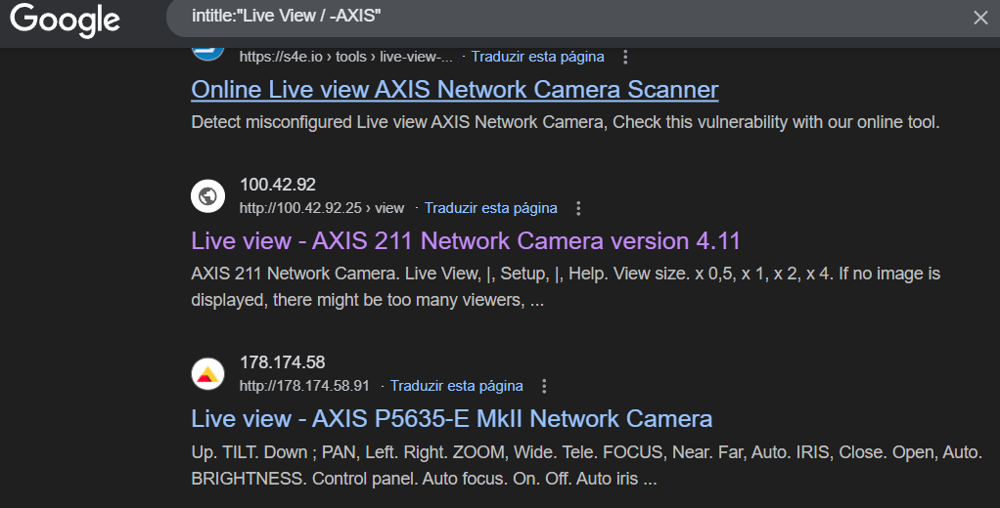 Google
intitle:"Live View / -AXIS"
https://s4e.io › tools › live-view-... · Traduzir esta página
Online Live view AXIS Network Camera Scanner
Detect misconfigured Live view AXIS Network Camera, Check this vulnerability with our online tool.
100.42.92
http://100.42.92.25 › view · Traduzir esta página
Live view - AXIS 211 Network Camera version 4.11
AXIS 211 Network Camera. Live View, |, Setup, |, Help. View size. x 0,5, x 1, x 2, x 4. If no image is
displayed, there might be too many viewers, ...
178.174.58
http://178.174.58.91 · Traduzir esta página
Live view - AXIS P5635-E MkII Network Camera
Up. TILT. Down ; PAN, Left. Right. ZOOM, Wide. Tele. FOCUS, Near. Far, Auto. IRIS, Close. Open, Auto.
BRIGHTNESS. Control panel. Auto focus. On. Off. Auto iris ...